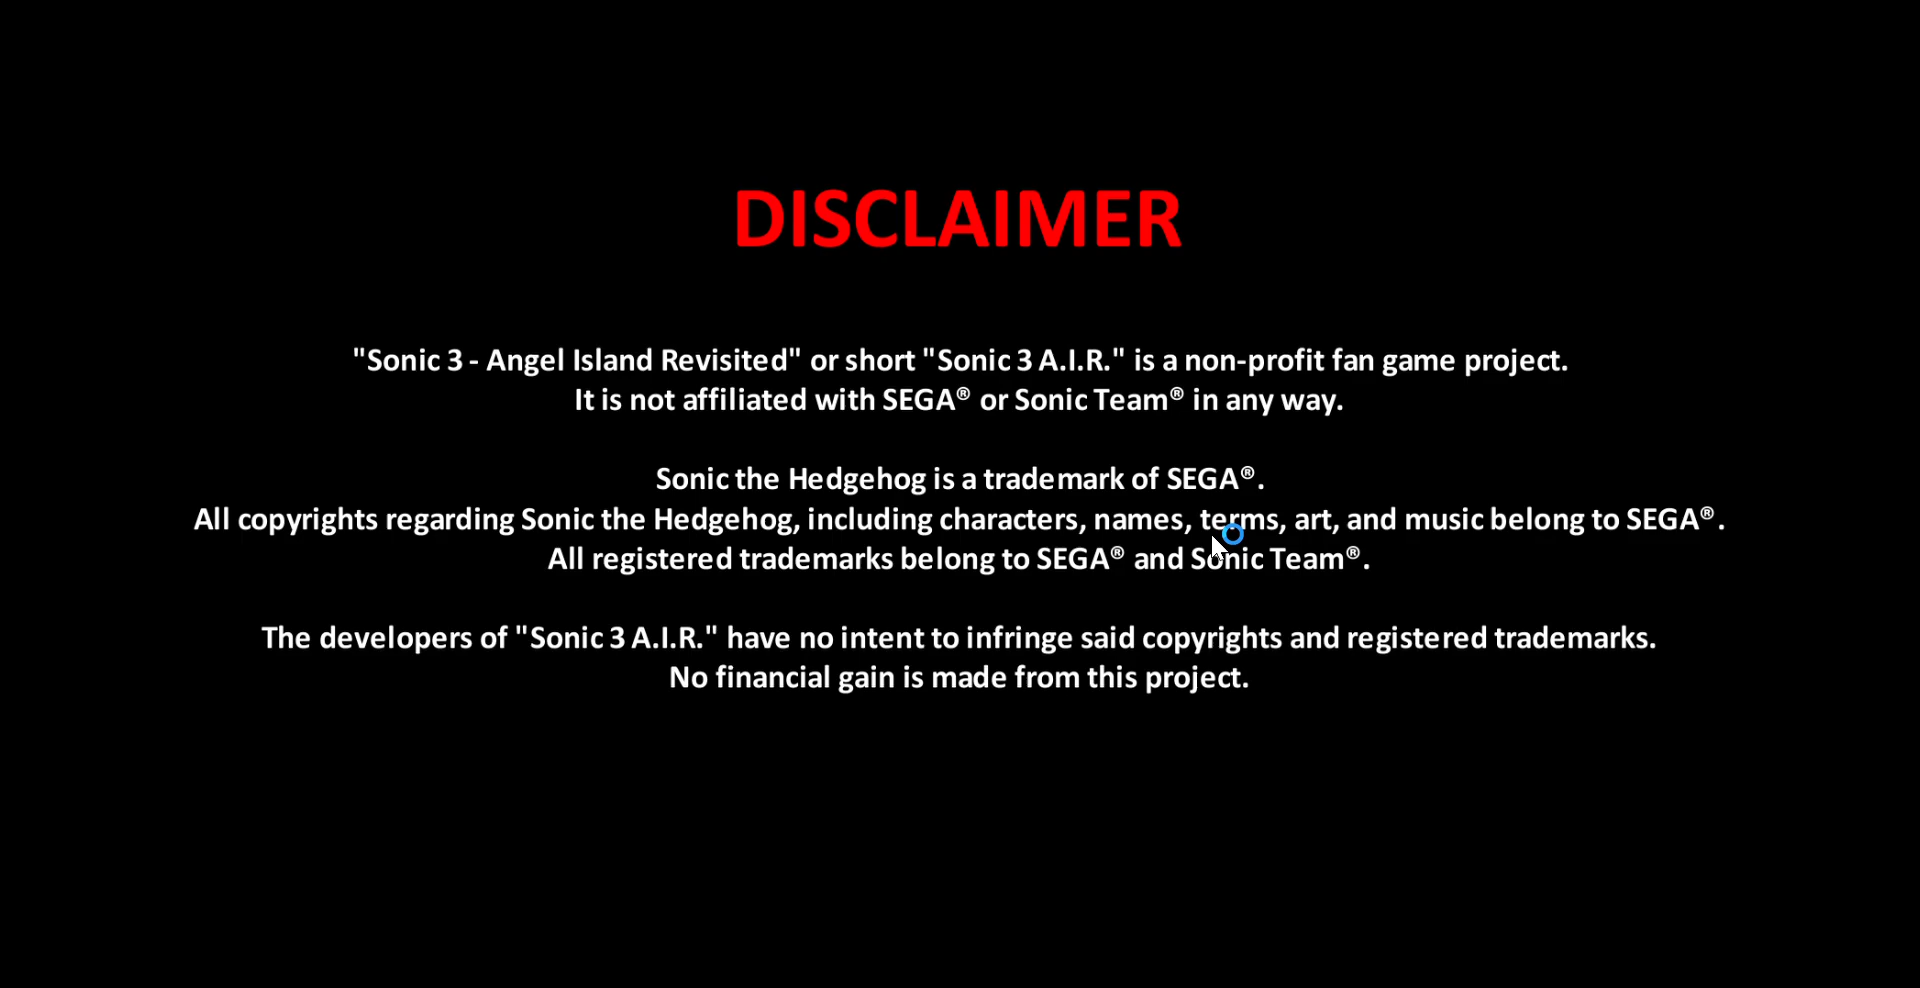 DISCLAIMER
"Sonic 3 - Angel Island Revisited" or short "Sonic 3 A.I.R." is a non-profit fan game project.
It is not affiliated with SEGA® or Sonic Team® in any way.
Sonic the Hedgehog is a trademark of SEGA®.
All copyrights regarding Sonic the Hedgehog, including characters, names, terms, art, and music belong to SEGA®.
All registered trademarks belong to SEGA® and Sonic Team®.
The developers of "Sonic 3 A.I.R." have no intent to infringe said copyrights and registered trademarks.
No financial gain is made from this project.